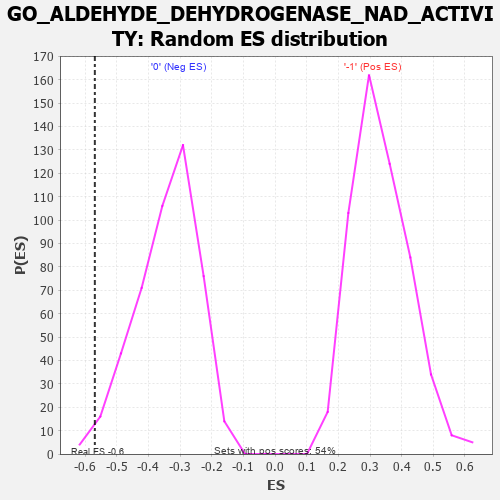 GO_ALDEHYDE_DEHYDROGENASE_NAD_ACTIVI
TY: Random ES distribution
'0' (Neg ES)
'-1' (Pos ES)
170
160
150
140
130
120
110
100
90
80
70
60
50
40
30
20
10
0
P(ES)
Real ES -0.6
Sets with pos scores: 54%
-0.6 -0.5 -0.4 -0.3 -0.2 -0.1 -0.0 0.1 0.2 0.3 0.4 0.5 0.6
ES